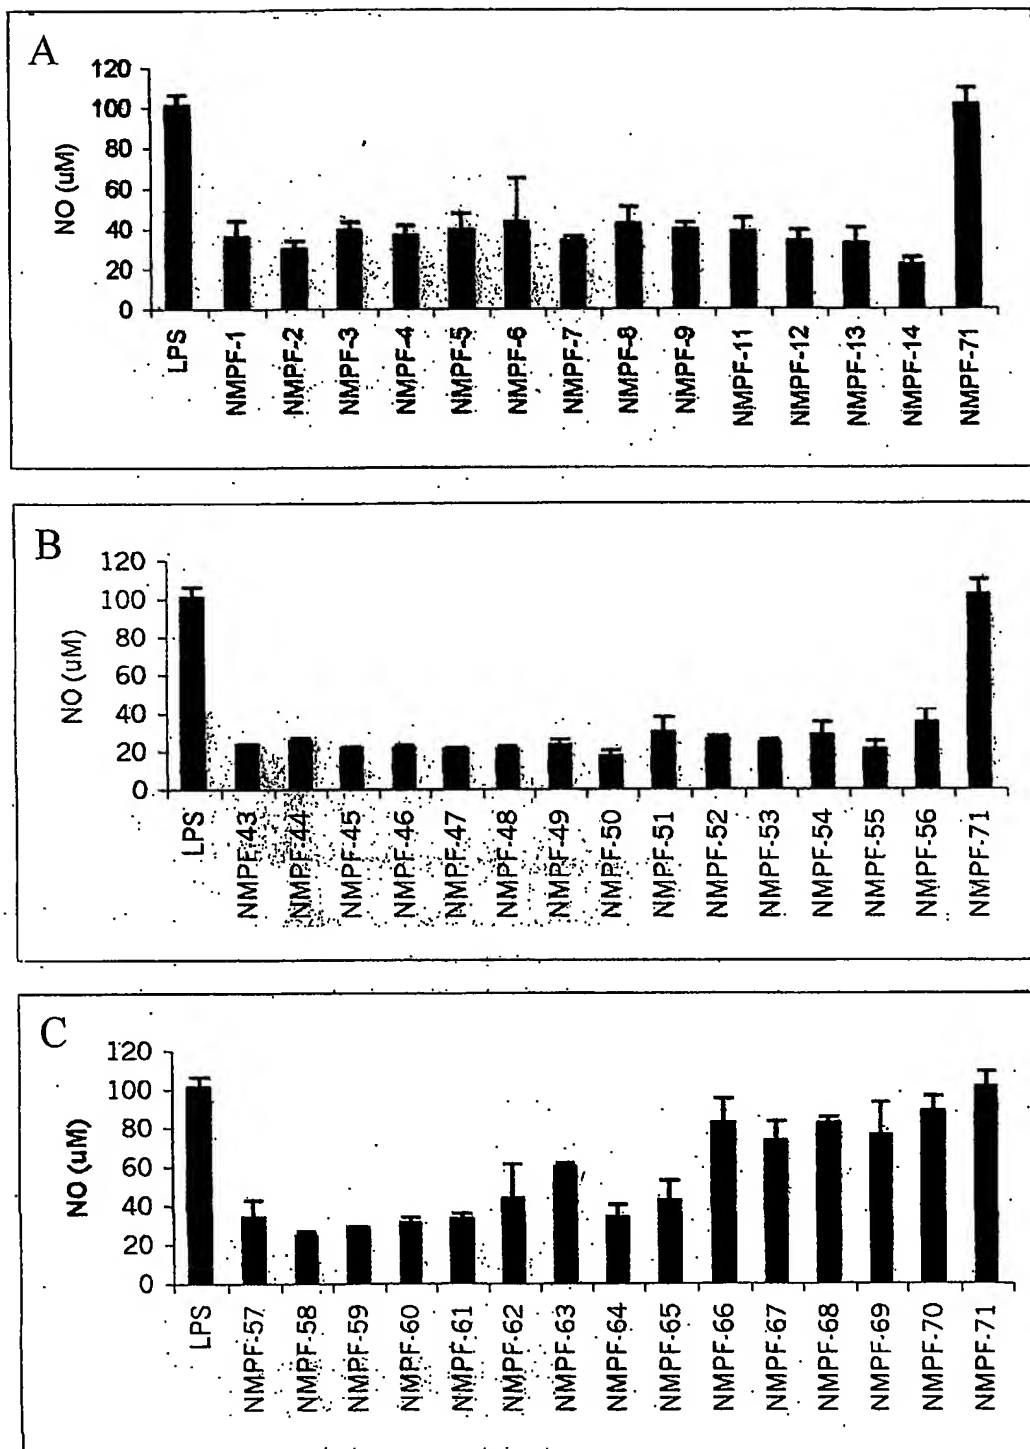 A
120
100
80
60
40
20
0
NO (uM)
LPS
NMPF-1
NMPF-2
NMPF-3
NMPF-4
NMPF-5
NMPF-6
NMPF-7
NMPF-8
NMPF-9
NMPF-11
NMPF-12
NMPF-13
NMPF-14
NMPF-71
B
120
100
80
60
40
20
0
NO (uM)
LPS
NMPF-43
NMPF-44
NMPF-45
NMPF-46
NMPF-47
NMPF-48
NMPF-49
NMPF-50
NMPF-51
NMPF-52
NMPF-53
NMPF-54
NMPF-55
NMPF-56
NMPF-71
C
120
100
80
60
40
20
0
NO (uM)
LPS
NMPF-57
NMPF-58
NMPF-59
NMPF-60
NMPF-61
NMPF-62
NMPF-63
NMPF-64
NMPF-65
NMPF-66
NMPF-67
NMPF-68
NMPF-69
NMPF-70
NMPF-71